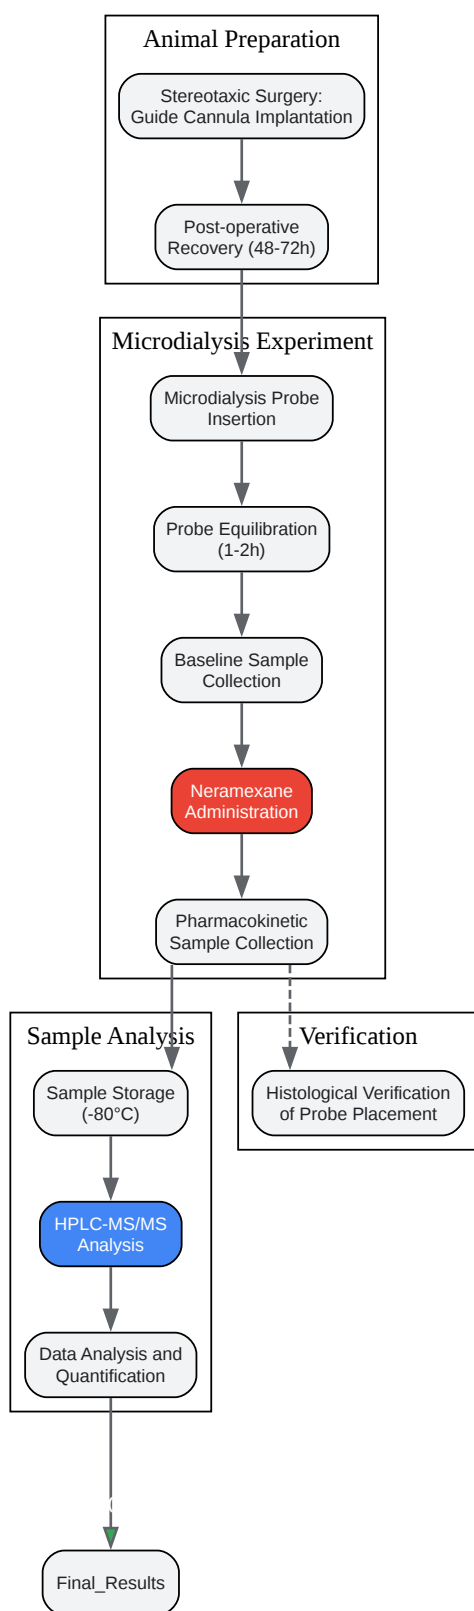 Animal Preparation
Stereotaxic Surgery:
Guide Cannula Implantation
Post-operative
Recovery (48-72h)
Microdialysis Experiment
Microdialysis Probe
Insertion
Probe Equilibration
(1-2h)
Baseline Sample
Collection
Neramexane
Administration
Pharmacokinetic
Sample Collection
Sample Analysis
Verification
Sample Storage
(-80°C)
Histological Verification
of Probe Placement
HPLC-MS/MS
Analysis
Data Analysis and
Quantification
Final_Results